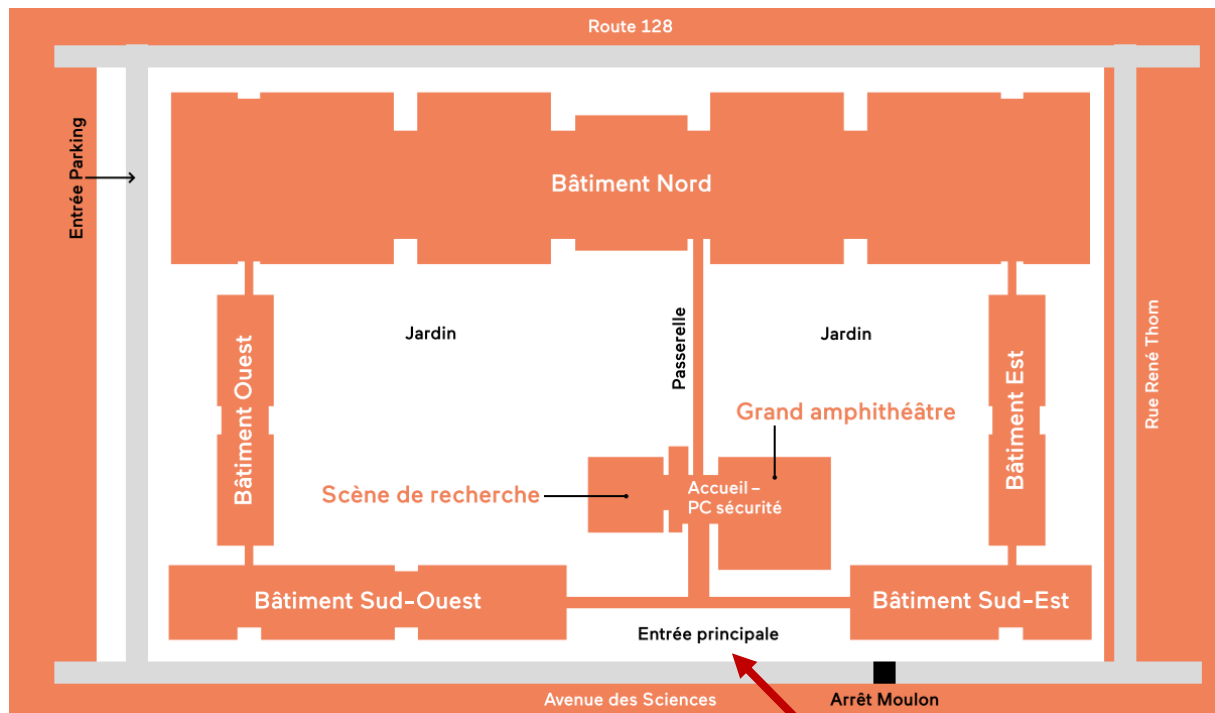 Route 128
Entrée Parking
Bâtiment Nord
Jardin
Passerelle
Jardin
Bâtiment Ouest
Bâtiment Est
Rue René Thom
Grand amphithéâtre
Scène de recherche
Accueil –
PC sécurité
Bâtiment Sud-Ouest
Bâtiment Sud-Est
Entrée principale
Avenue des Sciences
Arrêt Moulon